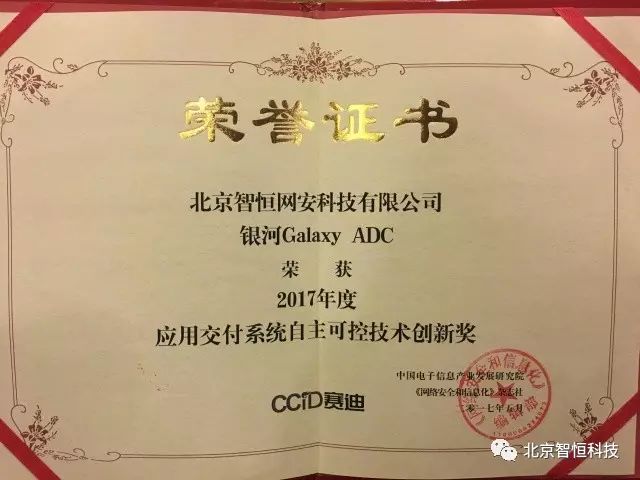 荣誉证书
北京智恒网安科技有限公司
银河Galaxy ADC
荣 获
2017年度
应用交付系统自主可控技术创新奖
中国电子信息产业发展研究院
《网络安全和信息化》杂志社
二〇一七年五月
CCID赛迪
北京智恒科技